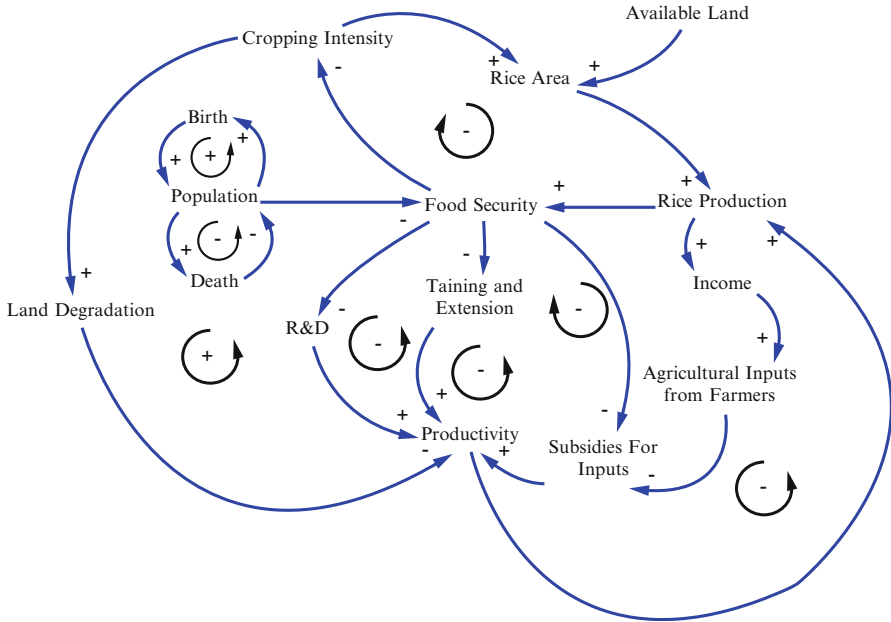 Available Land
Cropping Intensity
+
-
+
Rice Area
-
Birth
+
+
+
Population
+
+
Food Security
Rice Production
-
+
-
-
-
+
+
Death
Taining and
Extension
Income
+
Land Degradation
-
R&D
-
+
+
-
-
Agricultural Inputs
from Farmers
+
-
+
Productivity
-
+
Subsidies For
Inputs
-
-